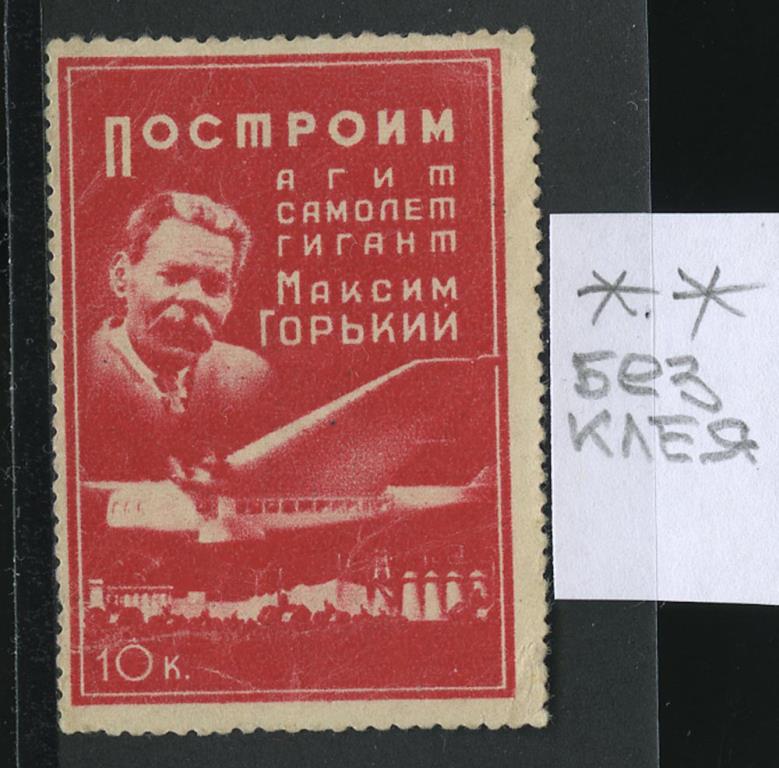 ПОСТРОИМ
АГИТ
САМОЛЕТ
ГИГАНТ
МАКСИМ
ГОРЬКИЙ
10 к.
* *
БЕЗ
КЛЕЯ